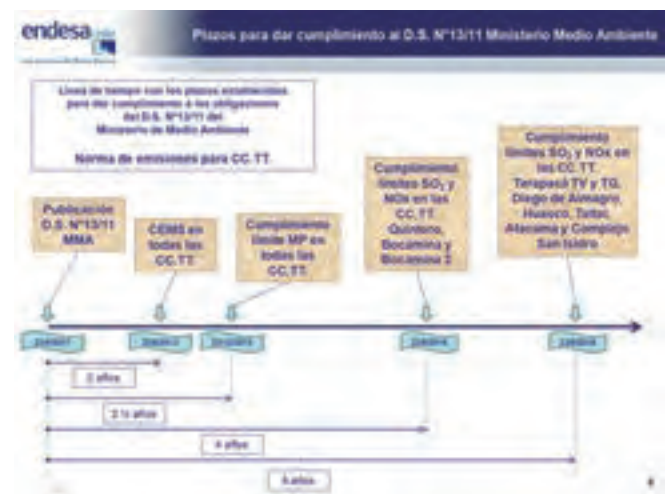 endesa chile
Plazos para dar cumplimiento al D.S. N°13/11 Ministerio Medio Ambiente
Línea de tiempo con los plazos establecidos
para dar cumplimiento a las obligaciones
del D.S. N°13/11 del
Ministerio de Medio Ambiente
Norma de emisiones para CC.TT
Publicación
D.S. N°13/11
MMA
CEMS en
todas las
CC.TT.
Cumplimiento
límite MP en
todas las
CC.TT.
Cumplimiento
límites SO₂ y
NOx en las
CC.TT.
Quintero,
Bocamina y
Bocamina 2
Cumplimiento
límites SO₂ y NOx en
las CC.TT.
Tarapacá TV y TG,
Diego de Almagro,
Huasco, Taltal,
Atacama y Complejo
San Isidro
2 años
2 ½ años
4 años
5 años